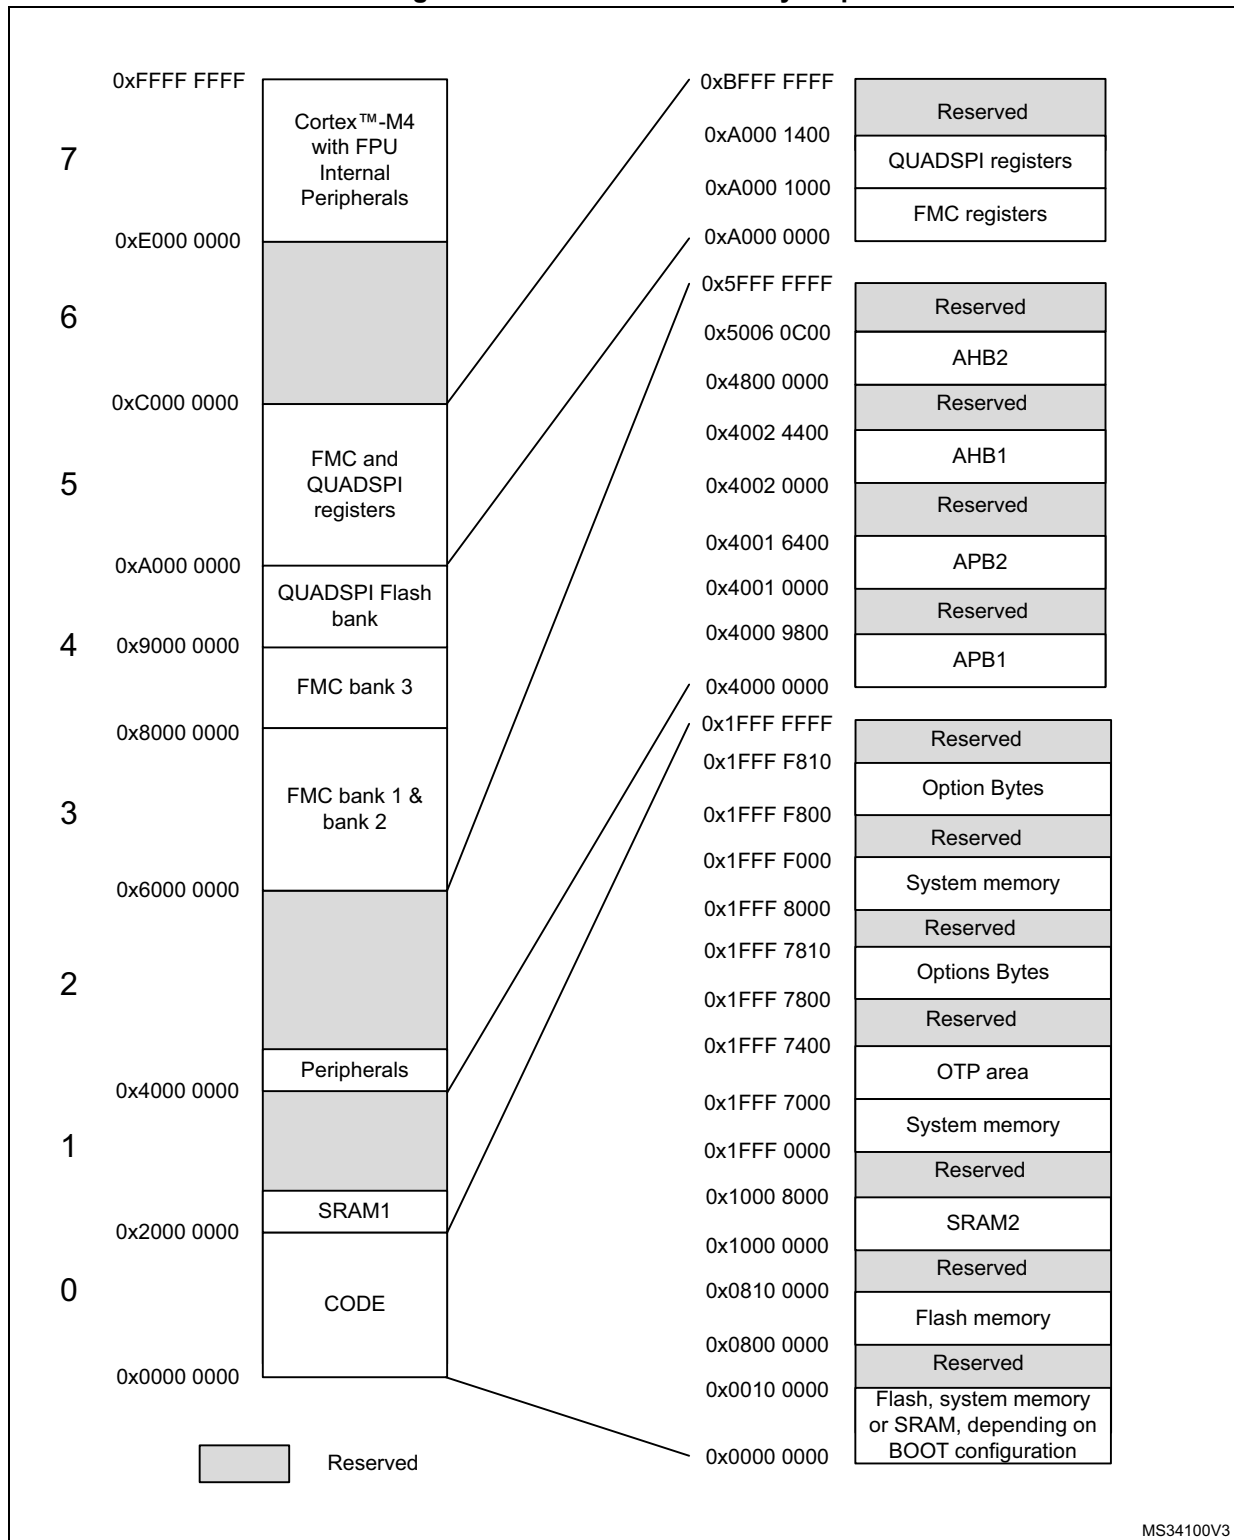 0xFFFF FFFF
7
Cortex™-M4
with FPU
Internal
Peripherals
0xE000 0000
6
0xC000 0000
5
FMC and
QUADSPI
registers
0xA000 0000
QUADSPI Flash
bank
4
0x9000 0000
FMC bank 3
0x8000 0000
3
FMC bank 1 &
bank 2
0x6000 0000
2
Peripherals
0x4000 0000
1
SRAM1
0x2000 0000
0
CODE
0x0000 0000
Reserved
0xBFFF FFFF
Reserved
0xA000 1400
QUADSPI registers
0xA000 1000
FMC registers
0xA000 0000
0x5FFF FFFF
Reserved
0x5006 0C00
AHB2
0x4800 0000
Reserved
0x4002 4400
AHB1
0x4002 0000
Reserved
0x4001 6400
APB2
0x4001 0000
Reserved
0x4000 9800
APB1
0x4000 0000
0x1FFF FFFF
Reserved
0x1FFF F810
Option Bytes
0x1FFF F800
Reserved
0x1FFF F000
System memory
0x1FFF 8000
Reserved
0x1FFF 7810
Options Bytes
0x1FFF 7800
Reserved
0x1FFF 7400
OTP area
0x1FFF 7000
System memory
0x1FFF 0000
Reserved
0x1000 8000
SRAM2
0x1000 0000
Reserved
0x0810 0000
Flash memory
0x0800 0000
Reserved
0x0010 0000
Flash, system memory
or SRAM, depending on
BOOT configuration
0x0000 0000
MS34100V3